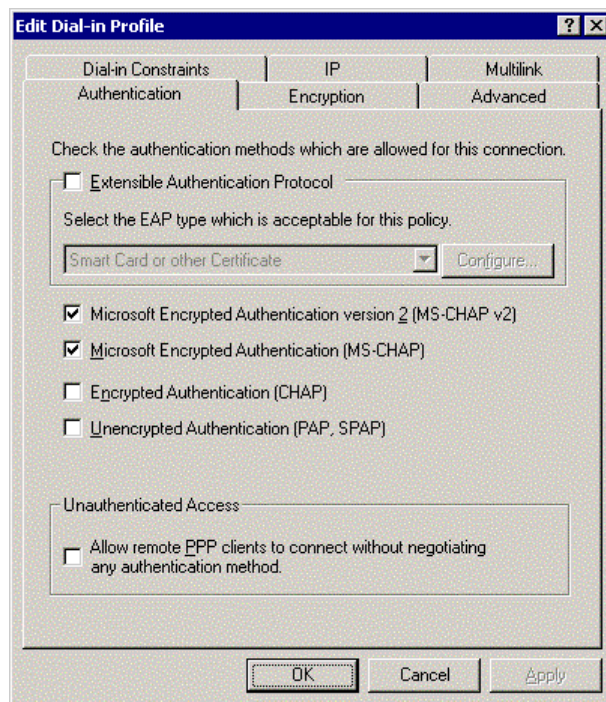 Edit Dial-in Profile
Dial-in Constraints IP Multilink
Authentication Encryption Advanced
Check the authentication methods which are allowed for this connection.
Extensible Authentication Protocol
Select the EAP type which is acceptable for this policy.
Smart Card or other Certificate Configure...
Microsoft Encrypted Authentication version 2 (MS-CHAP v2)
Microsoft Encrypted Authentication (MS-CHAP)
Encrypted Authentication (CHAP)
Unencrypted Authentication (PAP, SPAP)
Unauthenticated Access
Allow remote PPP clients to connect without negotiating
any authentication method.
OK Cancel Apply